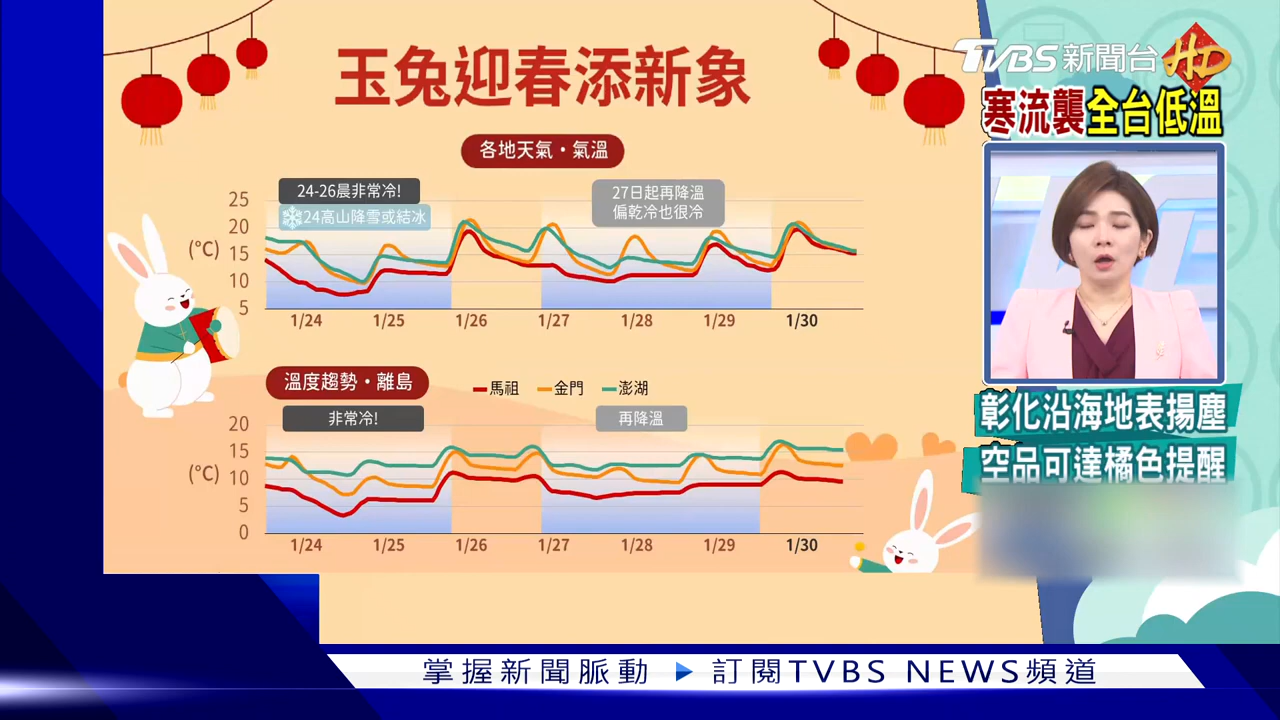 玉兔迎春添新象
TVBS新聞台
HD
寒流襲全台低溫
各地天氣・氣溫
24-26晨非常冷!
24高山降雪或結冰
27日起再降溫
偏乾冷也很冷
(°C)
25
20
15
10
5
1/24 1/25 1/26 1/27 1/28 1/29 1/30
溫度趨勢・離島
馬祖 金門 澎湖
非常冷!
再降溫
(°C)
20
15
10
5
0
1/24 1/25 1/26 1/27 1/28 1/29 1/30
彰化沿海地表揚塵
空品可達橘色提醒
掌握新聞脈動 訂閱TVBS NEWS頻道